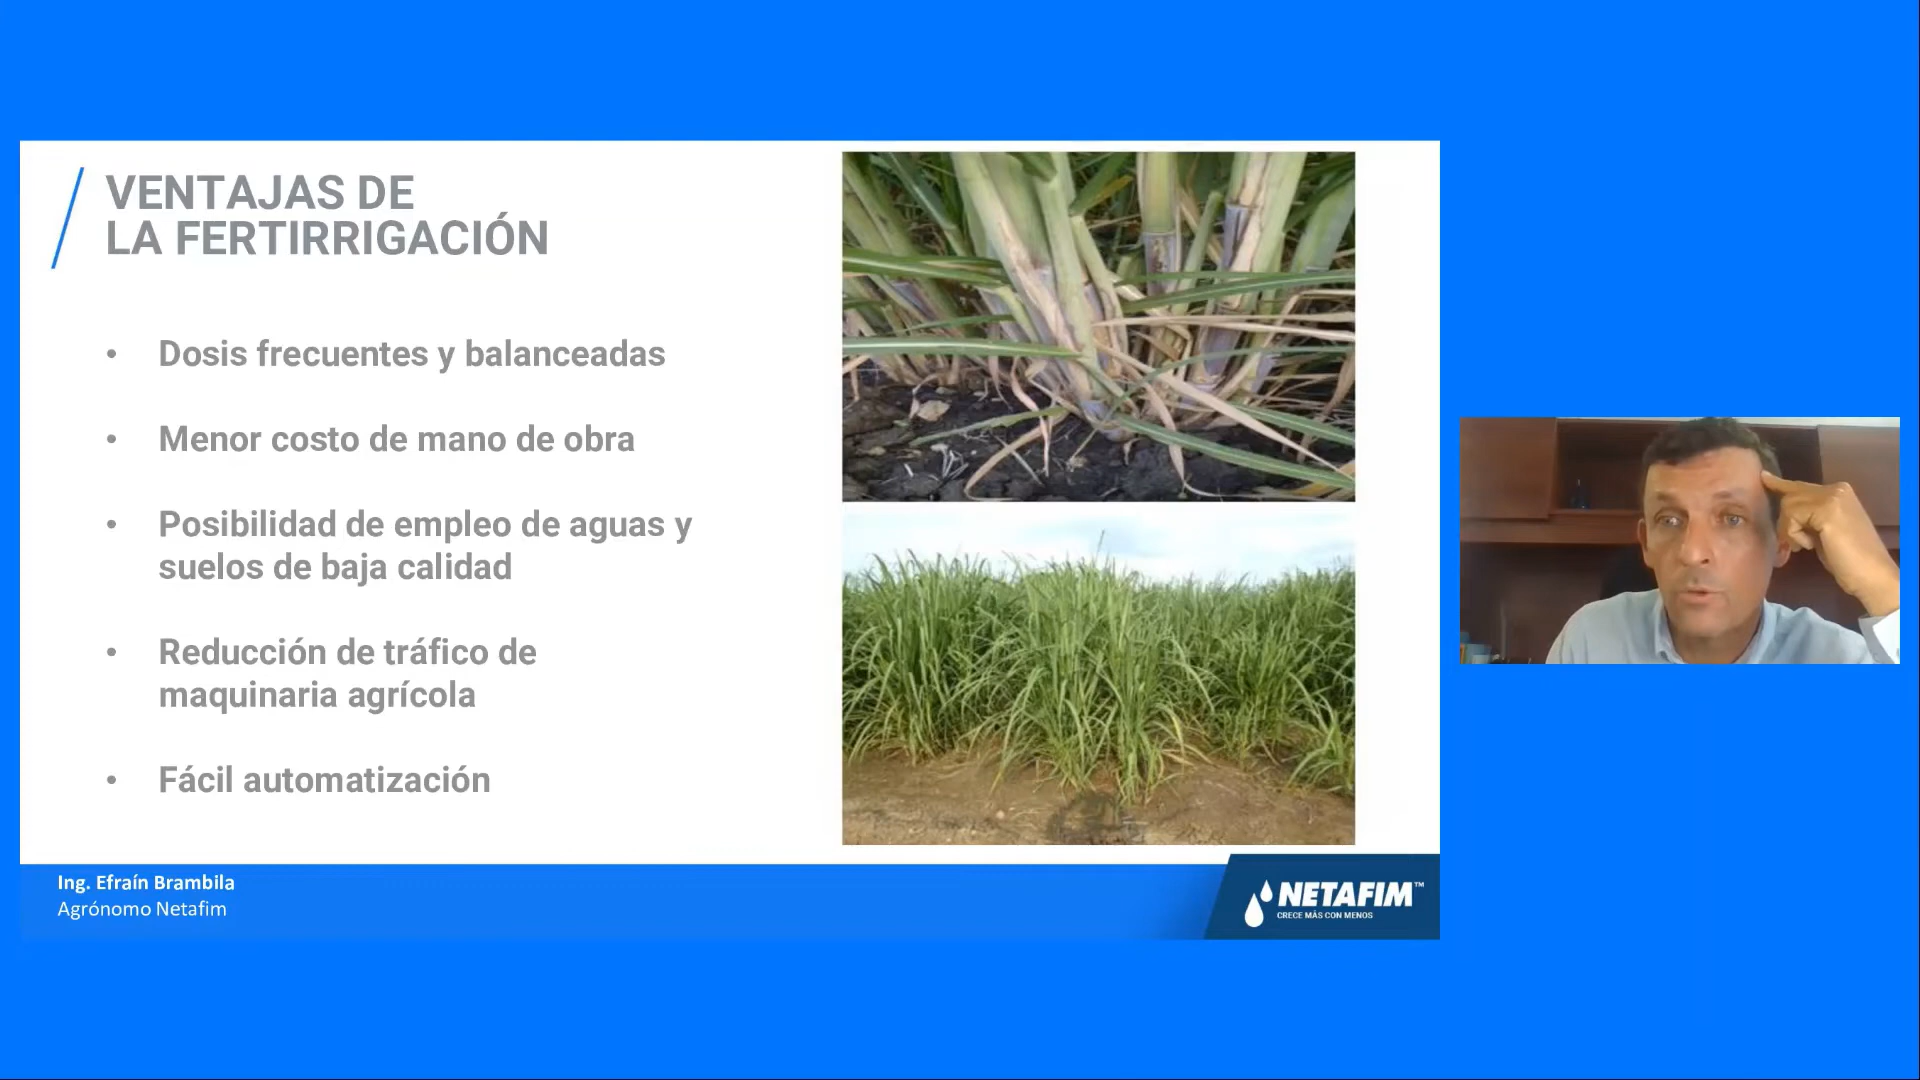 VENTAJAS DE
LA FERTIRRIGACIÓN
• Dosis frecuentes y balanceadas
• Menor costo de mano de obra
• Posibilidad de empleo de aguas y
suelos de baja calidad
• Reducción de tráfico de
maquinaria agrícola
• Fácil automatización
Ing. Efraín Brambila
Agrónomo Netafim
NETAFIM™
CRECE MÁS CON MENOS